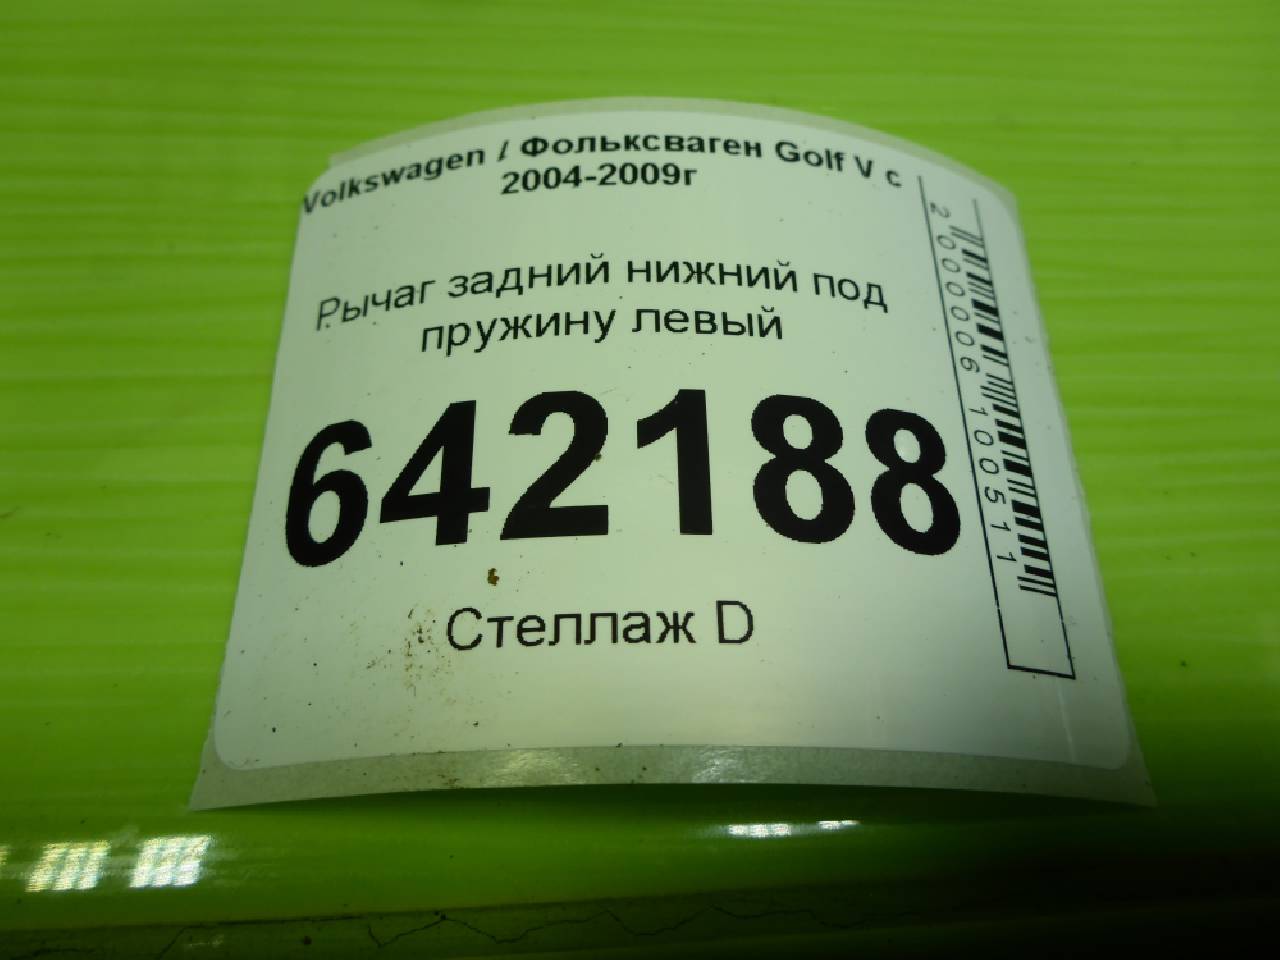 Volkswagen / Фольксваген Golf V с
2004-2009г
Рычаг задний нижний под
пружину левый
642188
Стеллаж D
2000006100511